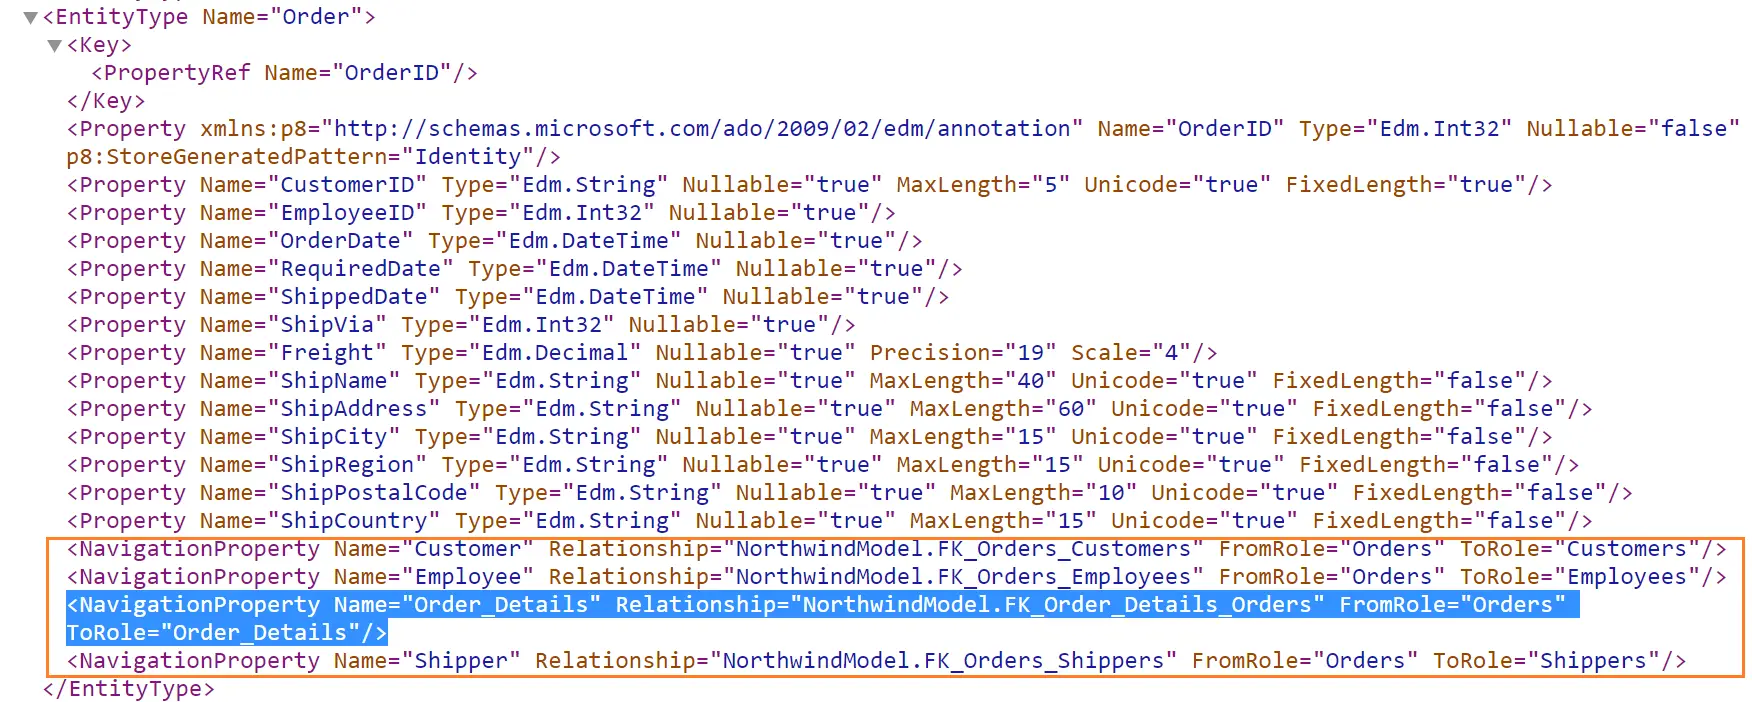 <EntityType Name="Order">
<Key>
<PropertyRef Name="OrderID"/>
</Key>
<Property xmlns:p8="http://schemas.microsoft.com/ado/2009/02/edm/annotation" Name="OrderID" Type="Edm.Int32" Nullable="false"
p8:StoreGeneratedPattern="Identity"/>
<Property Name="CustomerID" Type="Edm.String" Nullable="true" MaxLength="5" Unicode="true" FixedLength="true"/>
<Property Name="EmployeeID" Type="Edm.Int32" Nullable="true"/>
<Property Name="OrderDate" Type="Edm.DateTime" Nullable="true"/>
<Property Name="RequiredDate" Type="Edm.DateTime" Nullable="true"/>
<Property Name="ShippedDate" Type="Edm.DateTime" Nullable="true"/>
<Property Name="ShipVia" Type="Edm.Int32" Nullable="true"/>
<Property Name="Freight" Type="Edm.Decimal" Nullable="true" Precision="19" Scale="4"/>
<Property Name="ShipName" Type="Edm.String" Nullable="true" MaxLength="40" Unicode="true" FixedLength="false"/>
<Property Name="ShipAddress" Type="Edm.String" Nullable="true" MaxLength="60" Unicode="true" FixedLength="false"/>
<Property Name="ShipCity" Type="Edm.String" Nullable="true" MaxLength="15" Unicode="true" FixedLength="false"/>
<Property Name="ShipRegion" Type="Edm.String" Nullable="true" MaxLength="15" Unicode="true" FixedLength="false"/>
<Property Name="ShipPostalCode" Type="Edm.String" Nullable="true" MaxLength="10" Unicode="true" FixedLength="false"/>
<Property Name="ShipCountry" Type="Edm.String" Nullable="true" MaxLength="15" Unicode="true" FixedLength="false"/>
<NavigationProperty Name="Customer" Relationship="NorthwindModel.FK_Orders_Customers" FromRole="Orders" ToRole="Customers"/>
<NavigationProperty Name="Employee" Relationship="NorthwindModel.FK_Orders_Employees" FromRole="Orders" ToRole="Employees"/>
<NavigationProperty Name="Order_Details" Relationship="NorthwindModel.FK_Order_Details_Orders" FromRole="Orders"
ToRole="Order_Details"/>
<NavigationProperty Name="Shipper" Relationship="NorthwindModel.FK_Orders_Shippers" FromRole="Orders" ToRole="Shippers"/>
</EntityType>